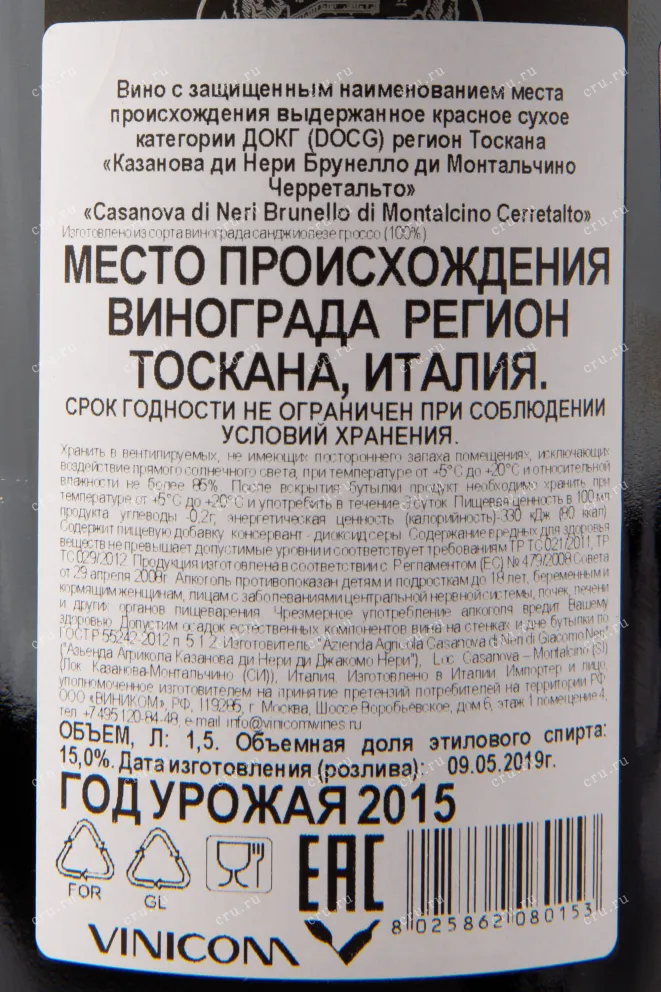 Вино с защищенным наименованием места
происхождения выдержанное красное сухое
категории ДОКГ (DOCG) регион Тоскана
«Казанова ди Нери Брунелло ди Монтальчино
Черретальто»
«Casanova di Neri Brunello di Montalcino Cerretalto»
Изготовлено из сорта винограда санджиовезе гроссо (100%)
МЕСТО ПРОИСХОЖДЕНИЯ
ВИНОГРАДА РЕГИОН
ТОСКАНА, ИТАЛИЯ.
СРОК ГОДНОСТИ НЕ ОГРАНИЧЕН ПРИ СОБЛЮДЕНИИ
УСЛОВИЙ ХРАНЕНИЯ.
Хранить в вентилируемых, не имеющих постороннего запаха помещениях, исключающих
воздействие прямого солнечного света, при температуре от +5°С до +20°С и относительной
влажности не более 85%. После вскрытия бутылки продукт необходимо хранить при
температуре от +5°С до +20°С и употребить в течение 3 суток. Пищевая ценность в 100 мл
продукта углеводы -0,2г, энергетическая ценность (калорийность)-330 кДж (80 ккал).
Содержит пищевую добавку консервант - диоксид серы. Содержание вредных для здоровья
веществ не превышает допустимые уровни и соответствует требованиям ТР ТС 021/2011, ТР
ТС 029/2012. Продукция изготовлена в соответствии с Регламентом (ЕС) № 479/2008 Совета
от 29 апреля 2008г. Алкоголь противопоказан детям и подросткам до 18 лет, беременным и
кормящим женщинам, лицам с заболеваниями центральной нервной системы, почек, печени
и других органов пищеварения. Чрезмерное употребление алкоголя вредит Вашему
здоровью. Допустим осадок естественных компонентов вина на стенках и дне бутылки по
ГОСТ Р 55242-2012 п. 5.1.2. Изготовитель: "Azienda Agricola Casanova di Neri di Giacomo Neri"
("Азьенда Агрикола Казанова ди Нери ди Джакомо Нери"), Loc. Casanova – Montalcino (SI)
(Лок. Казанова-Монтальчино (СИ)), Италия. Изготовлено в Италии. Импортер и лицо,
уполномоченное изготовителем на принятие претензий потребителей на территории РФ:
ООО «ВИНИКОМ», РФ, 119285, г. Москва, Шоссе Воробьёвское, дом 6, этаж 1 помещение 4,
тел. +7 495 120-84-48, e-mail: info@vinicomwines.ru
ОБЪЕМ, Л: 1,5. Объемная доля этилового спирта:
15,0%. Дата изготовления (розлива): 09.05.2019г.
ГОД УРОЖАЯ 2015
FOR GL EAC
8 025862 080153
VINICOM